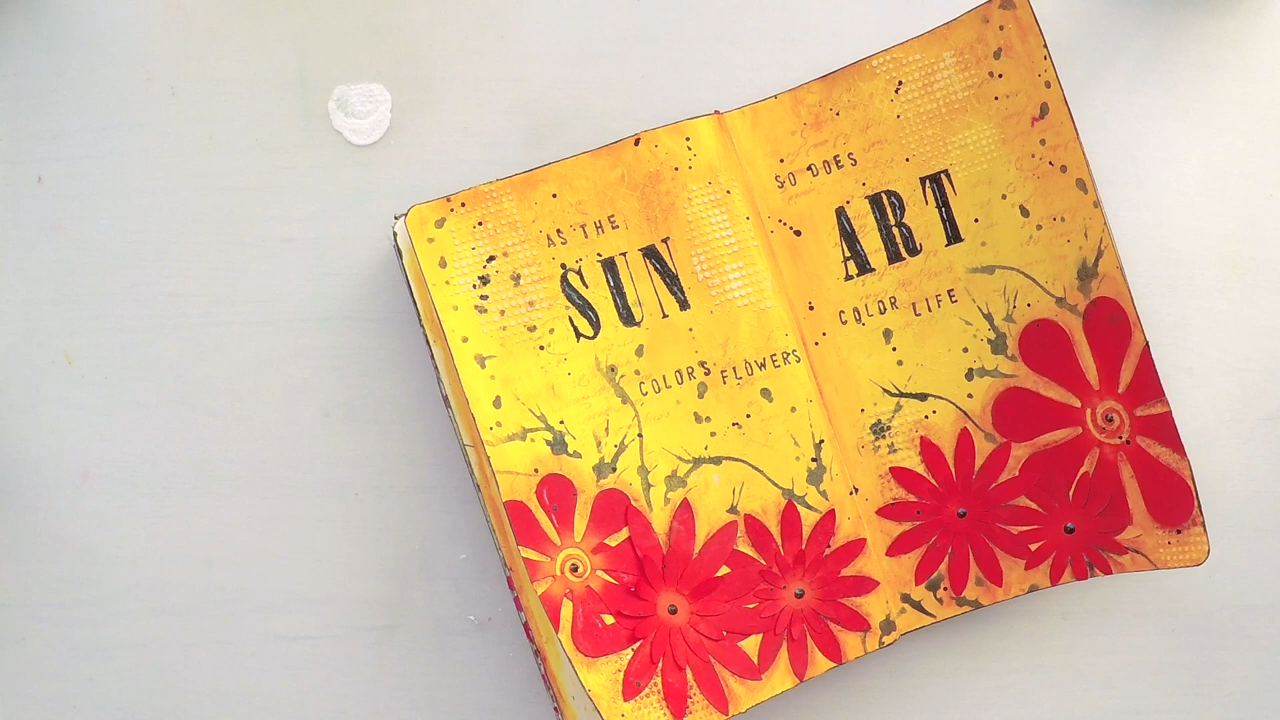 AS THE
SUN
COLORS FLOWERS
SO DOES
ART
COLOR LIFE